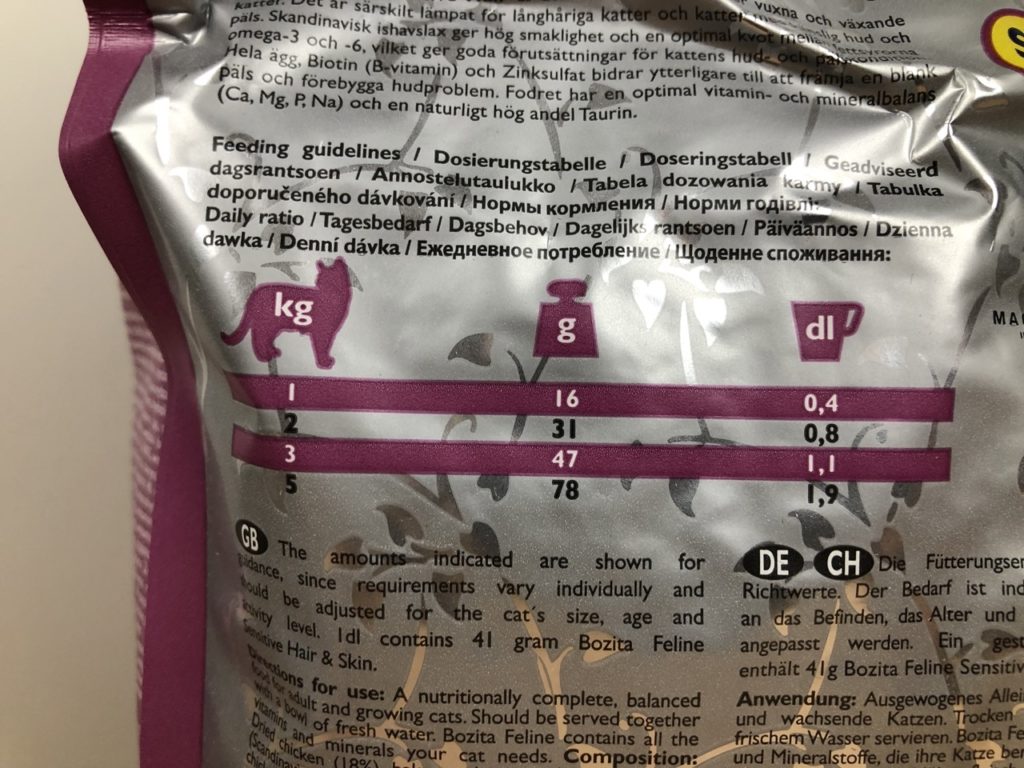 katter. Det är särskilt lämpat för långhåriga katter och katter vuxna och växande
päls. Skandinavisk ishavslax ger hög smaklighet och en optimal kvot hud och
omega-3 och -6, vilket ger goda förutsättningar för kattens hud- och
Hela ägg, Biotin (B-vitamin) och Zinksulfat bidrar ytterligare till att främja en blank
päls och förebygga hudproblem. Fodret har en optimal vitamin- och mineralbalans
(Ca, Mg, P, Na) och en naturligt hög andel Taurin.
Feeding guidelines / Dosierungstabelle / Doseringstabell / Geadviseerd
dagsrantsoen / Annostelutaulukko / Tabela dozowania karmy / Tabulka
doporučeného dávkování / Нормы кормления / Норми годівлі:
Daily ratio / Tagesbedarf / Dagsbehov / Dagelijks rantsoen / Päiväannos / Dzienna
dawka / Denní dávka / Ежедневное потребление / Щоденне споживання:
kg g dl
1 16 0,4
2 31 0,8
3 47 1,1
5 78 1,9
GB The amounts indicated are shown for
guidance, since requirements vary individually and
should be adjusted for the cat´s size, age and
activity level. 1dl contains 41 gram Bozita Feline
Sensitive Hair & Skin.
Directions for use: A nutritionally complete, balanced
food for adult and growing cats. Should be served together
with a bowl of fresh water. Bozita Feline contains all the
vitamins and minerals your cat needs. Composition:
Dried chicken (18%),
DE CH Die
Richtwerte. Der Bedarf ist
an das Befinden, das Alter und
angepasst werden. Ein
enthält 41g Bozita Feline
Anwendung: Ausgewogenes
und wachsende Katzen. Trocken
frischem Wasser servieren. Bozita
und Mineralstoffe, die ihre Katze